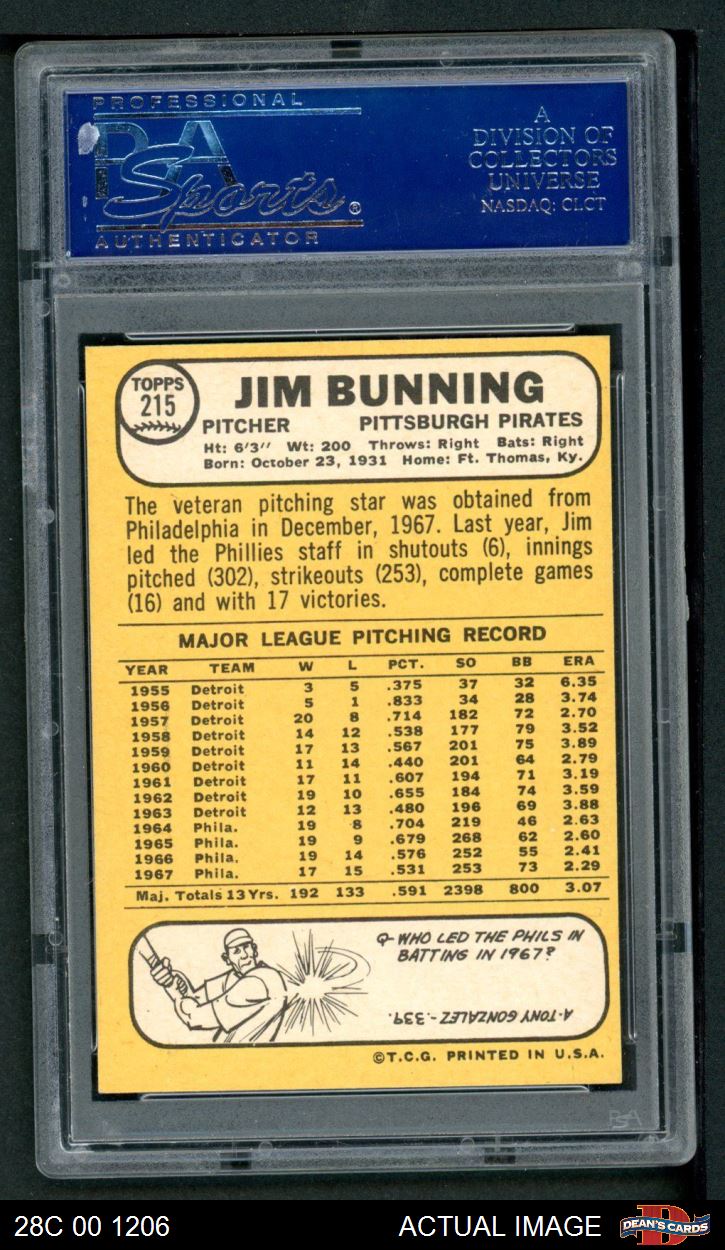 PROFESSIONAL
PSA
Sports®
AUTHENTICATOR
A
DIVISION OF
COLLECTORS
UNIVERSE
NASDAQ: CLCT
TOPPS
215
JIM BUNNING
PITCHER PITTSBURGH PIRATES
Ht: 6'3" Wt: 200 Throws: Right Bats: Right
Born: October 23, 1931 Home: Ft. Thomas, Ky.
The veteran pitching star was obtained from
Philadelphia in December, 1967. Last year, Jim
led the Phillies staff in shutouts (6), innings
pitched (302), strikeouts (253), complete games
(16) and with 17 victories.
MAJOR LEAGUE PITCHING RECORD
YEAR TEAM W L PCT. SO BB ERA
1955 Detroit 3 5 .375 37 32 6.35
1956 Detroit 5 1 .833 34 28 3.74
1957 Detroit 20 8 .714 182 72 2.70
1958 Detroit 14 12 .538 177 79 3.52
1959 Detroit 17 13 .567 201 75 3.89
1960 Detroit 11 14 .440 201 64 2.79
1961 Detroit 17 11 .607 194 71 3.19
1962 Detroit 19 10 .655 184 74 3.59
1963 Detroit 12 13 .480 196 69 3.88
1964 Phila. 19 8 .704 219 46 2.63
1965 Phila. 19 9 .679 268 62 2.60
1966 Phila. 19 14 .576 252 55 2.41
1967 Phila. 17 15 .531 253 73 2.29
Maj. Totals 13 Yrs. 192 133 .591 2398 800 3.07
Q-WHO LED THE PHILS IN
BATTING IN 1967?
A-TONY GONZALEZ-.339.
©T.C.G. PRINTED IN U.S.A.
PSA
28C 00 1206 ACTUAL IMAGE
D
DEAN'S CARDS